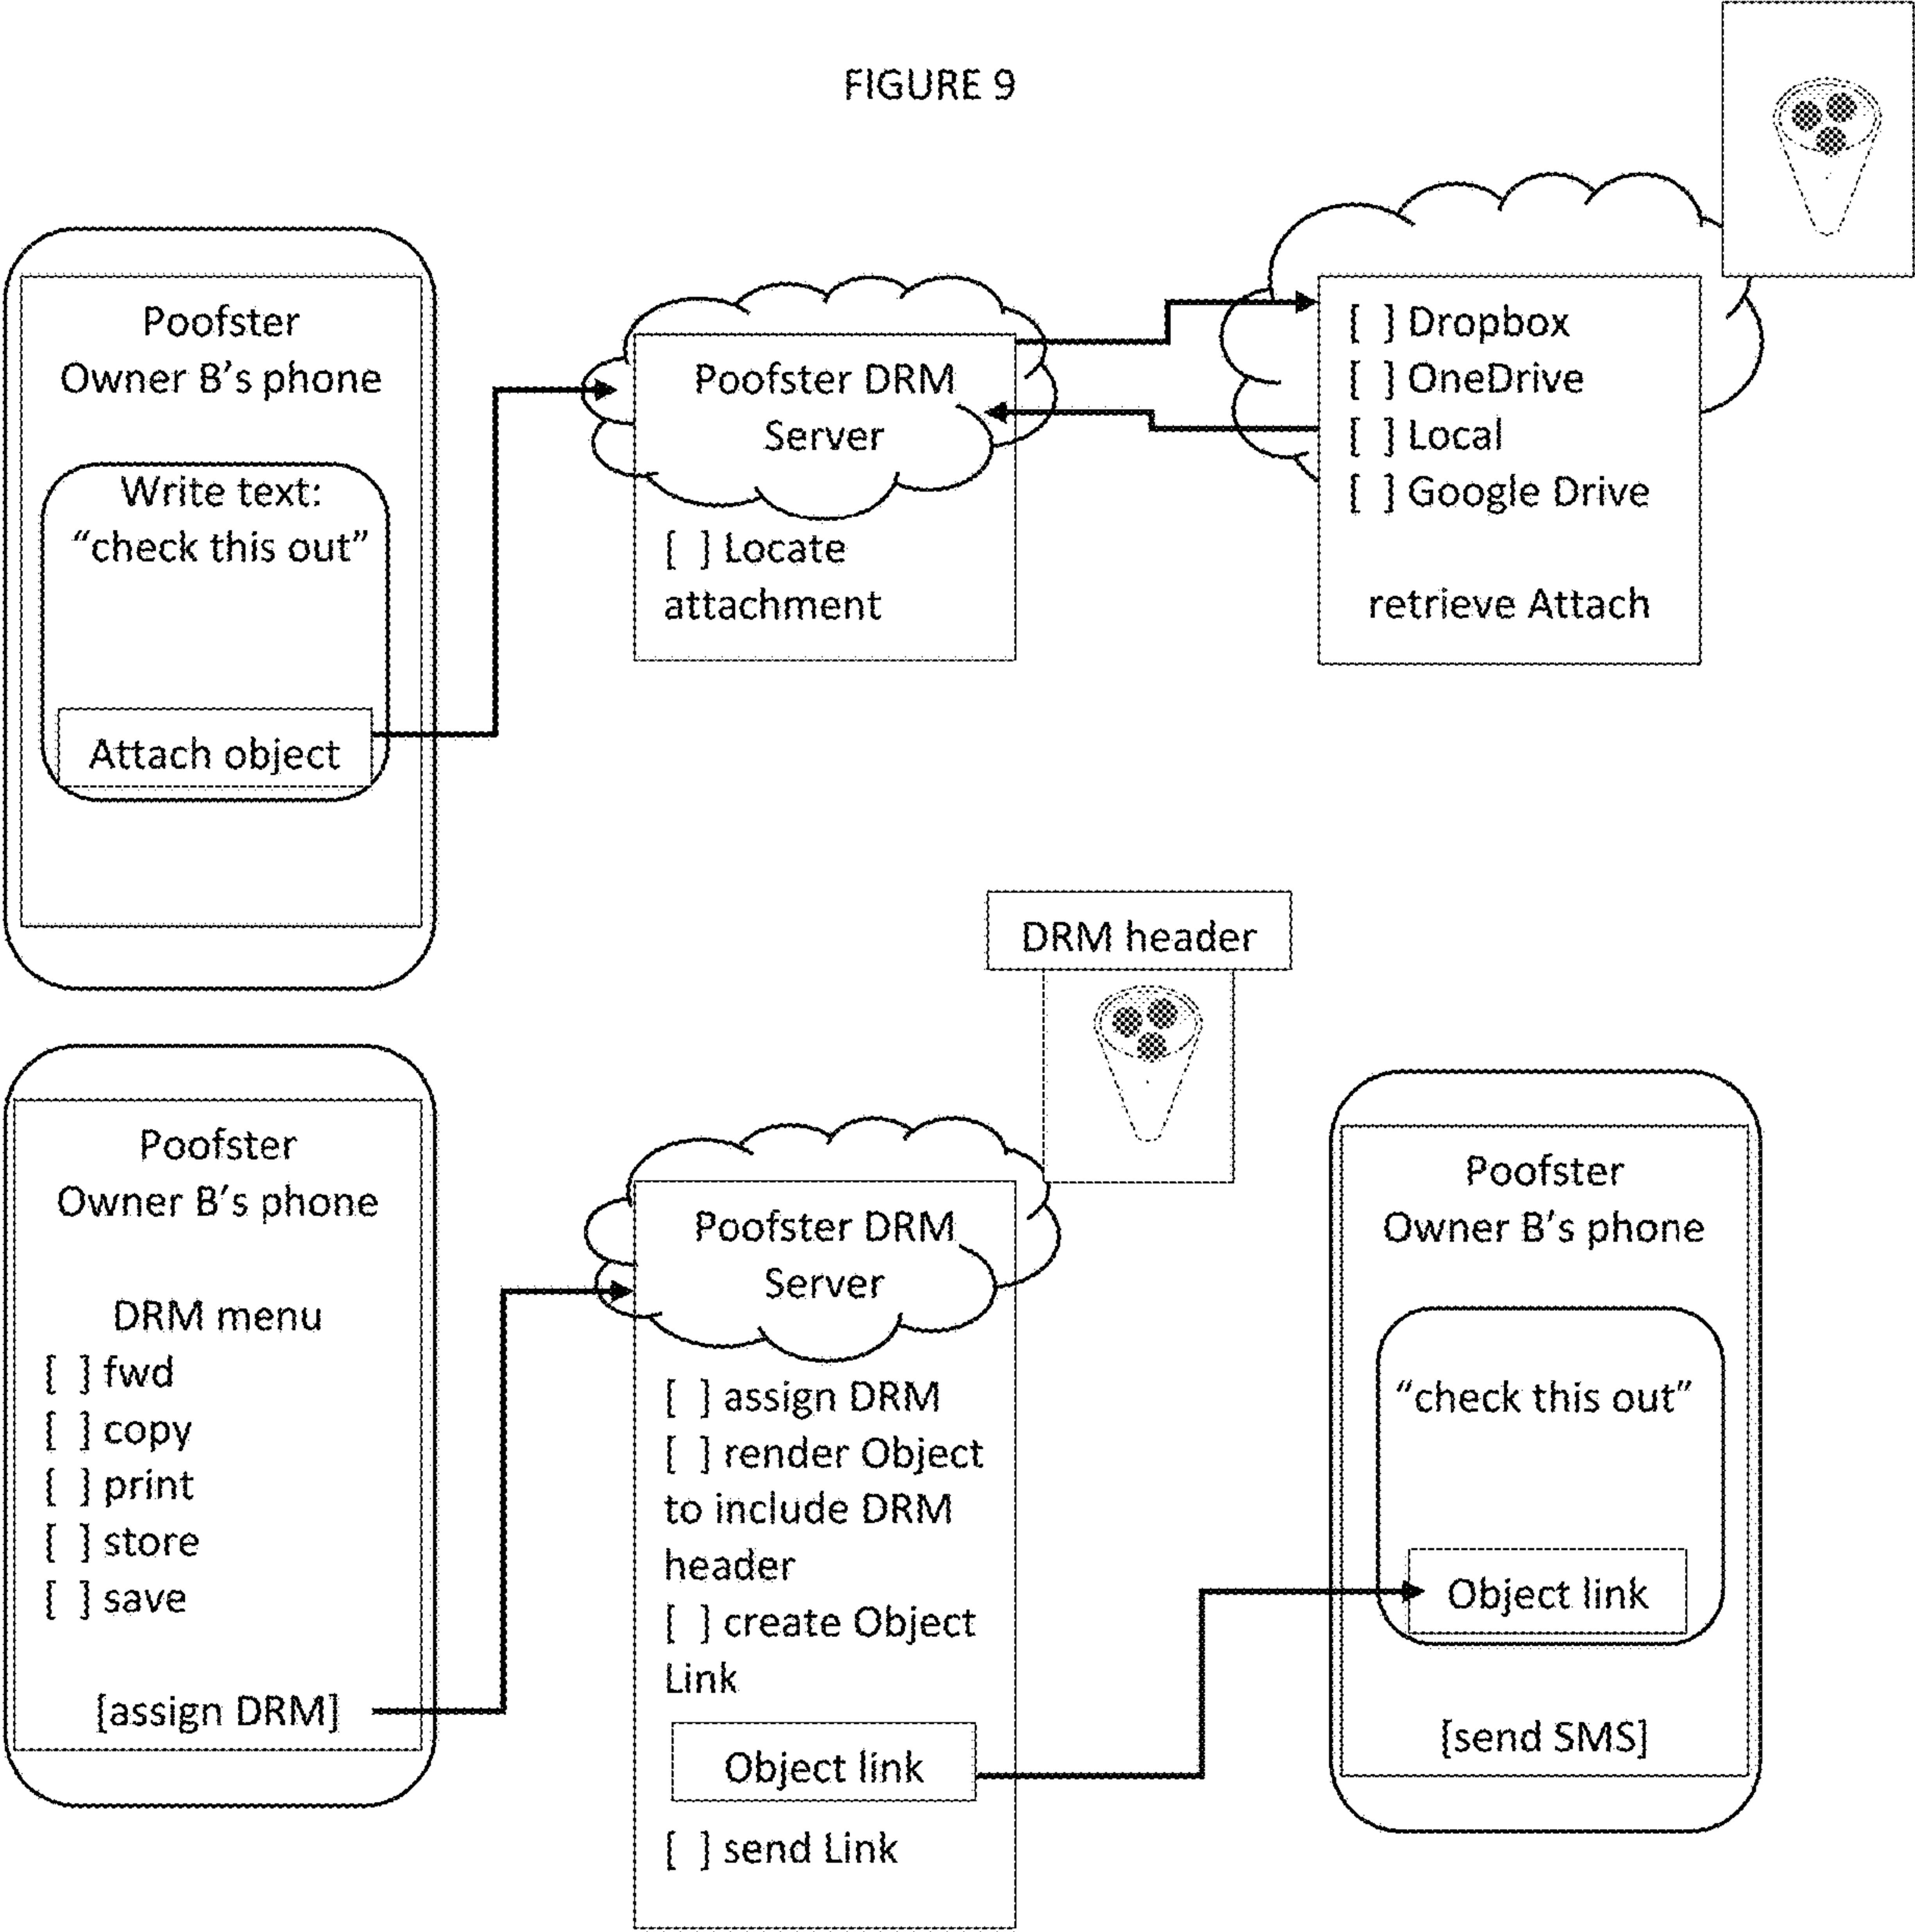 FIGURE 9
Poofster
Owner B’s phone
Write text:
“check this out”
Attach object
Poofster DRM
Server
[ ] Locate
attachment
[ ] Dropbox
[ ] OneDrive
[ ] Local
[ ] Google Drive
retrieve Attach
DRM header
Poofster
Owner B’s phone
DRM menu
[ ] fwd
[ ] copy
[ ] print
[ ] store
[ ] save
[assign DRM]
Poofster DRM
Server
[ ] assign DRM
[ ] render Object
to include DRM
header
[ ] create Object
Link
Object link
[ ] send Link
Poofster
Owner B’s phone
“check this out”
Object link
[send SMS]